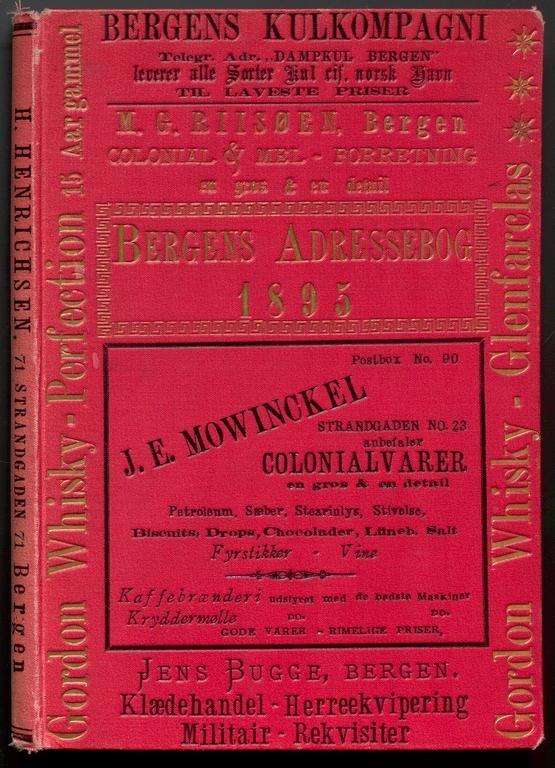 BERGENS KULKOMPAGNI
Telegr. Adr. „DAMPKUL BERGEN"
leverer alle Sorter Kul cif. norsk Havn
TIL LAVESTE PRISER
M. G. RIISØEN, Bergen
COLONIAL & MEL - FORRETNING
en gros & en detail
BERGENS ADRESSEBOG
1895
Postbox No. 90
J. E. MOWINCKEL
STRANDGADEN NO. 23
anbefaler
COLONIALVARER
en gros & en detail
Petroleum, Sæber, Stearinlys, Stivelse,
Biscuits, Drops, Chocolader, Lüneb. Salt
Fyrstikker - Vine
Kaffebrænderi udstyret med de bedste Maskiner
Kryddermølle DO. DO.
GODE VARER - RIMELIGE PRISER,
JENS BUGGE, BERGEN.
Klædehandel - Herreekvipering
Militair - Rekvisiter
Gordon Whisky - Perfection 15 Aar gammel
Gordon Whisky - Glenfarclas
H. HENRICHSEN. 71 STRANDGADEN 71 Bergen